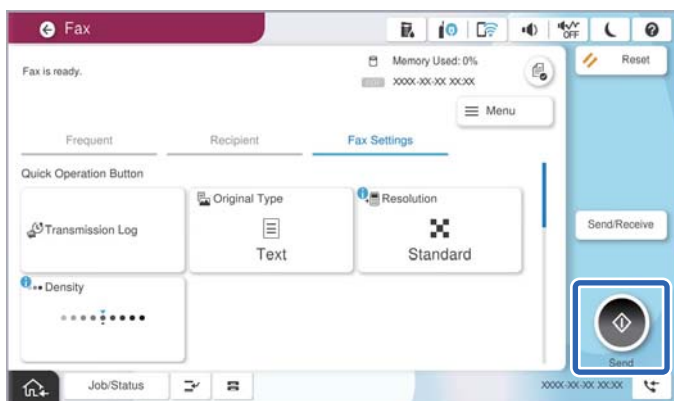 Fax
OFF
Reset
Fax is ready.
Memory Used: 0%
XXXX-XX-XX XX:XX
Menu
Frequent
Recipient
Fax Settings
Quick Operation Button
Transmission Log
Original Type
Text
Resolution
Standard
Send/Receive
Density
Send
Job/Status
XXXX-XX-XX XX:XX